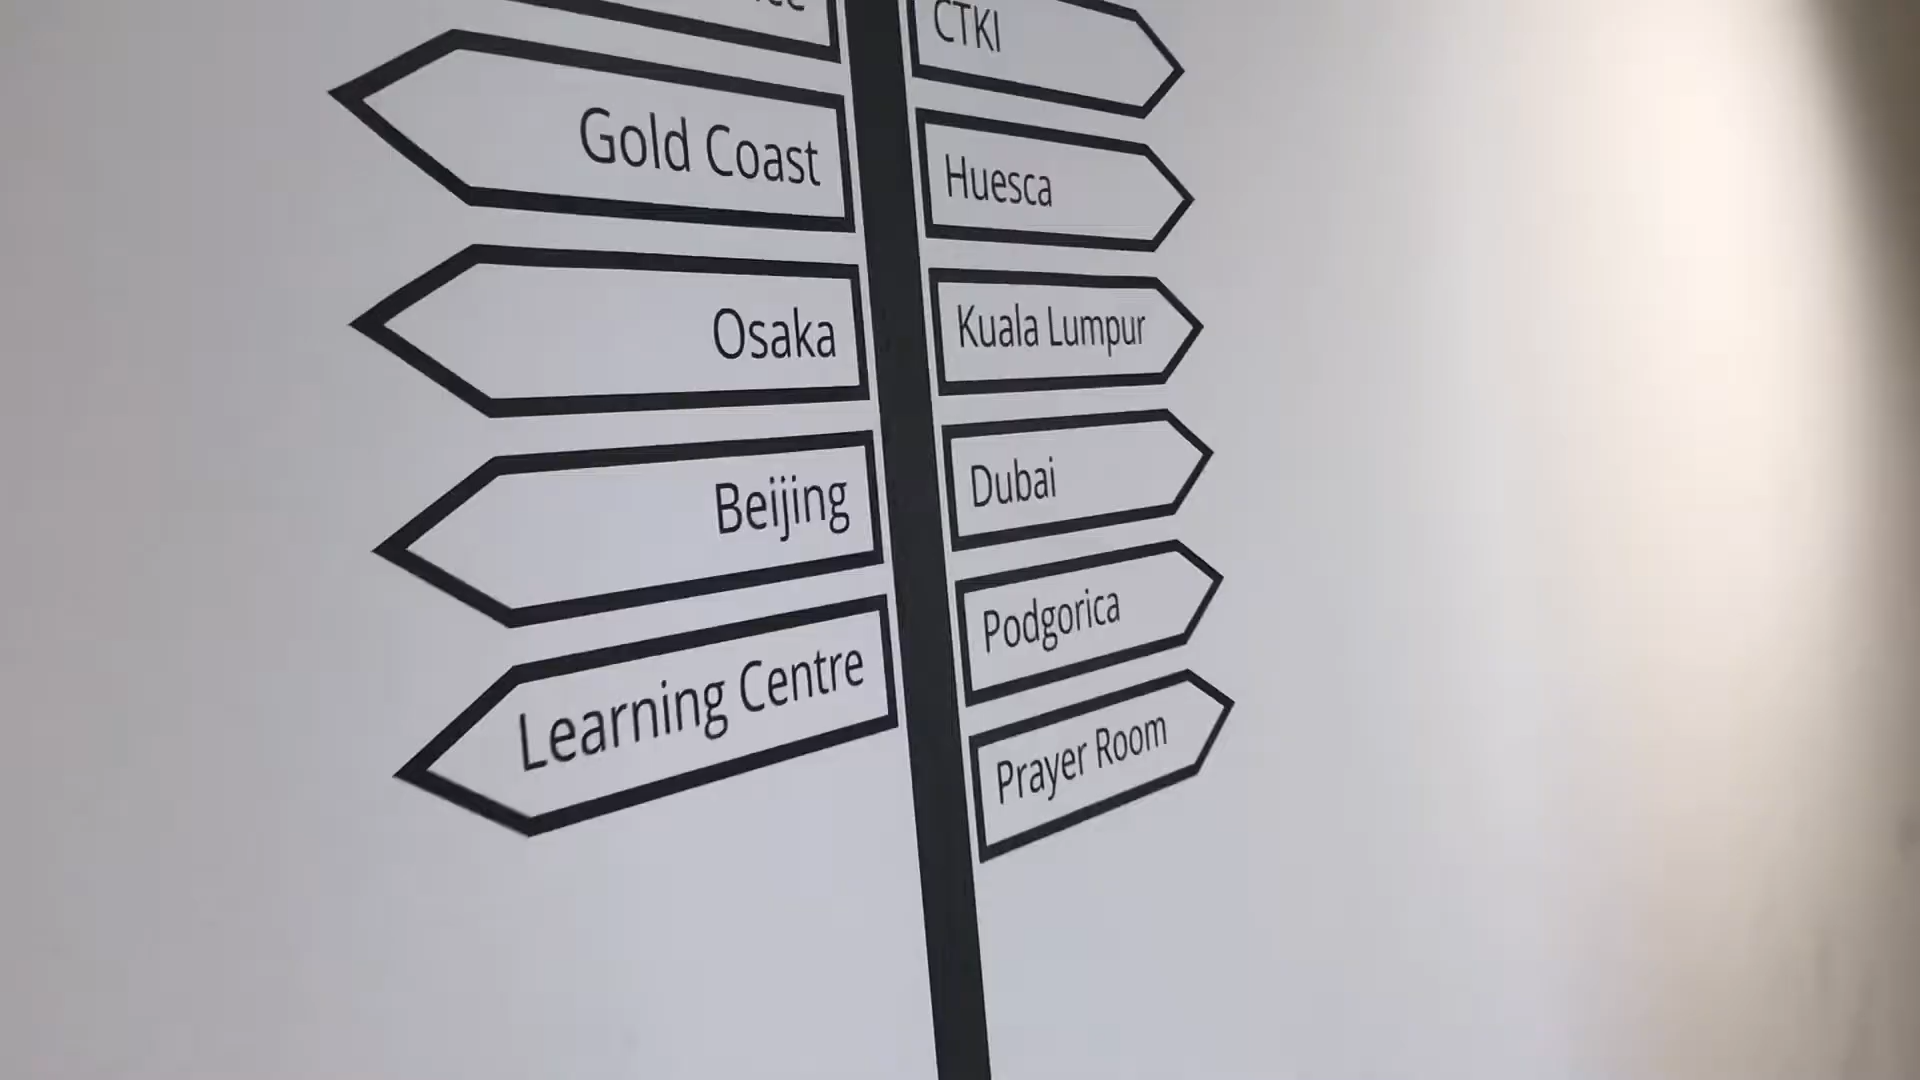 CTKI
Gold Coast
Huesca
Osaka
Kuala Lumpur
Beijing
Dubai
Learning Centre
Podgorica
Prayer Room